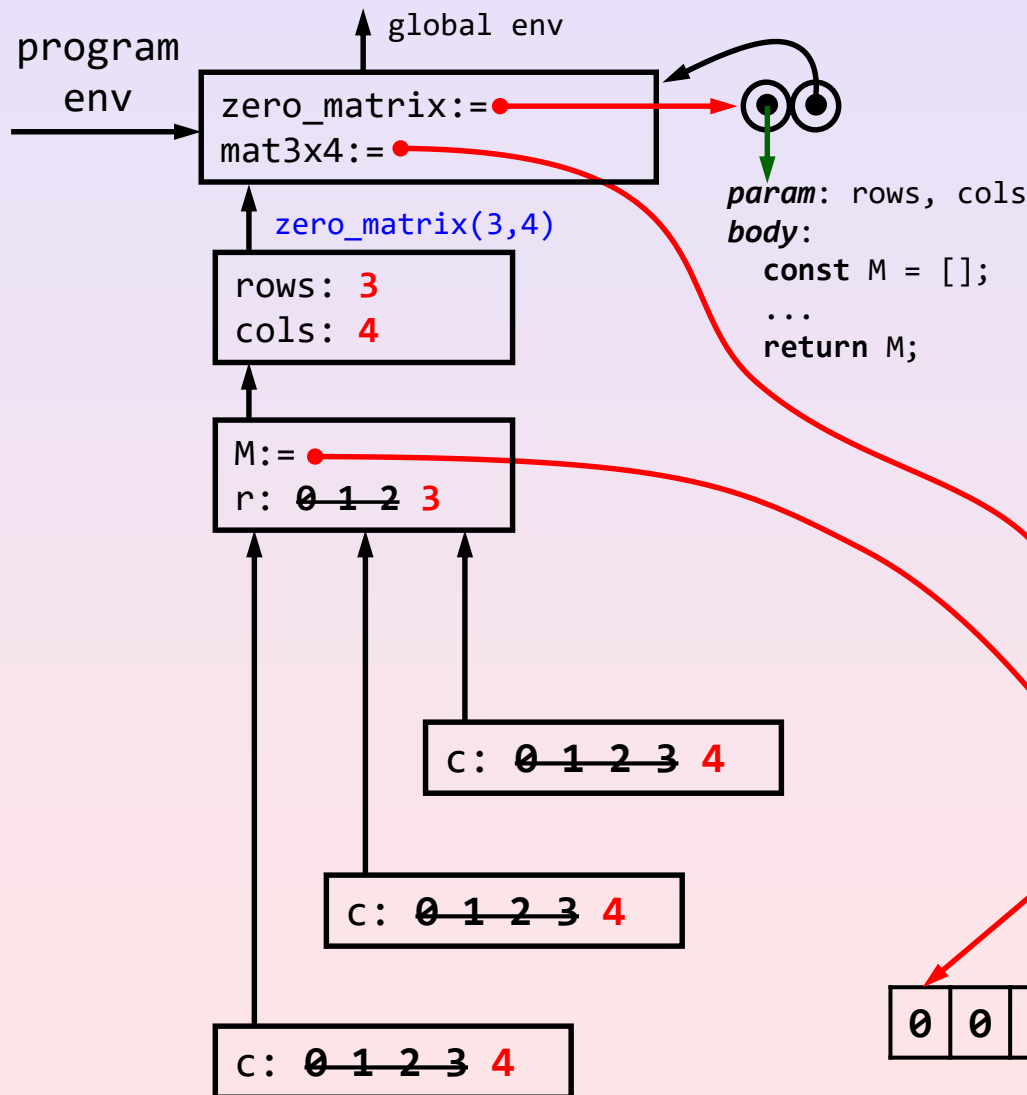 global env
program
env
zero_matrix:=
mat3x4:=
param: rows, cols
body:
const M = [];
...
return M;
zero_matrix(3,4)
rows: 3
cols: 4
M:=
r: 0 1 2 3
c: 0 1 2 3 4
c: 0 1 2 3 4
0 0
c: 0 1 2 3 4